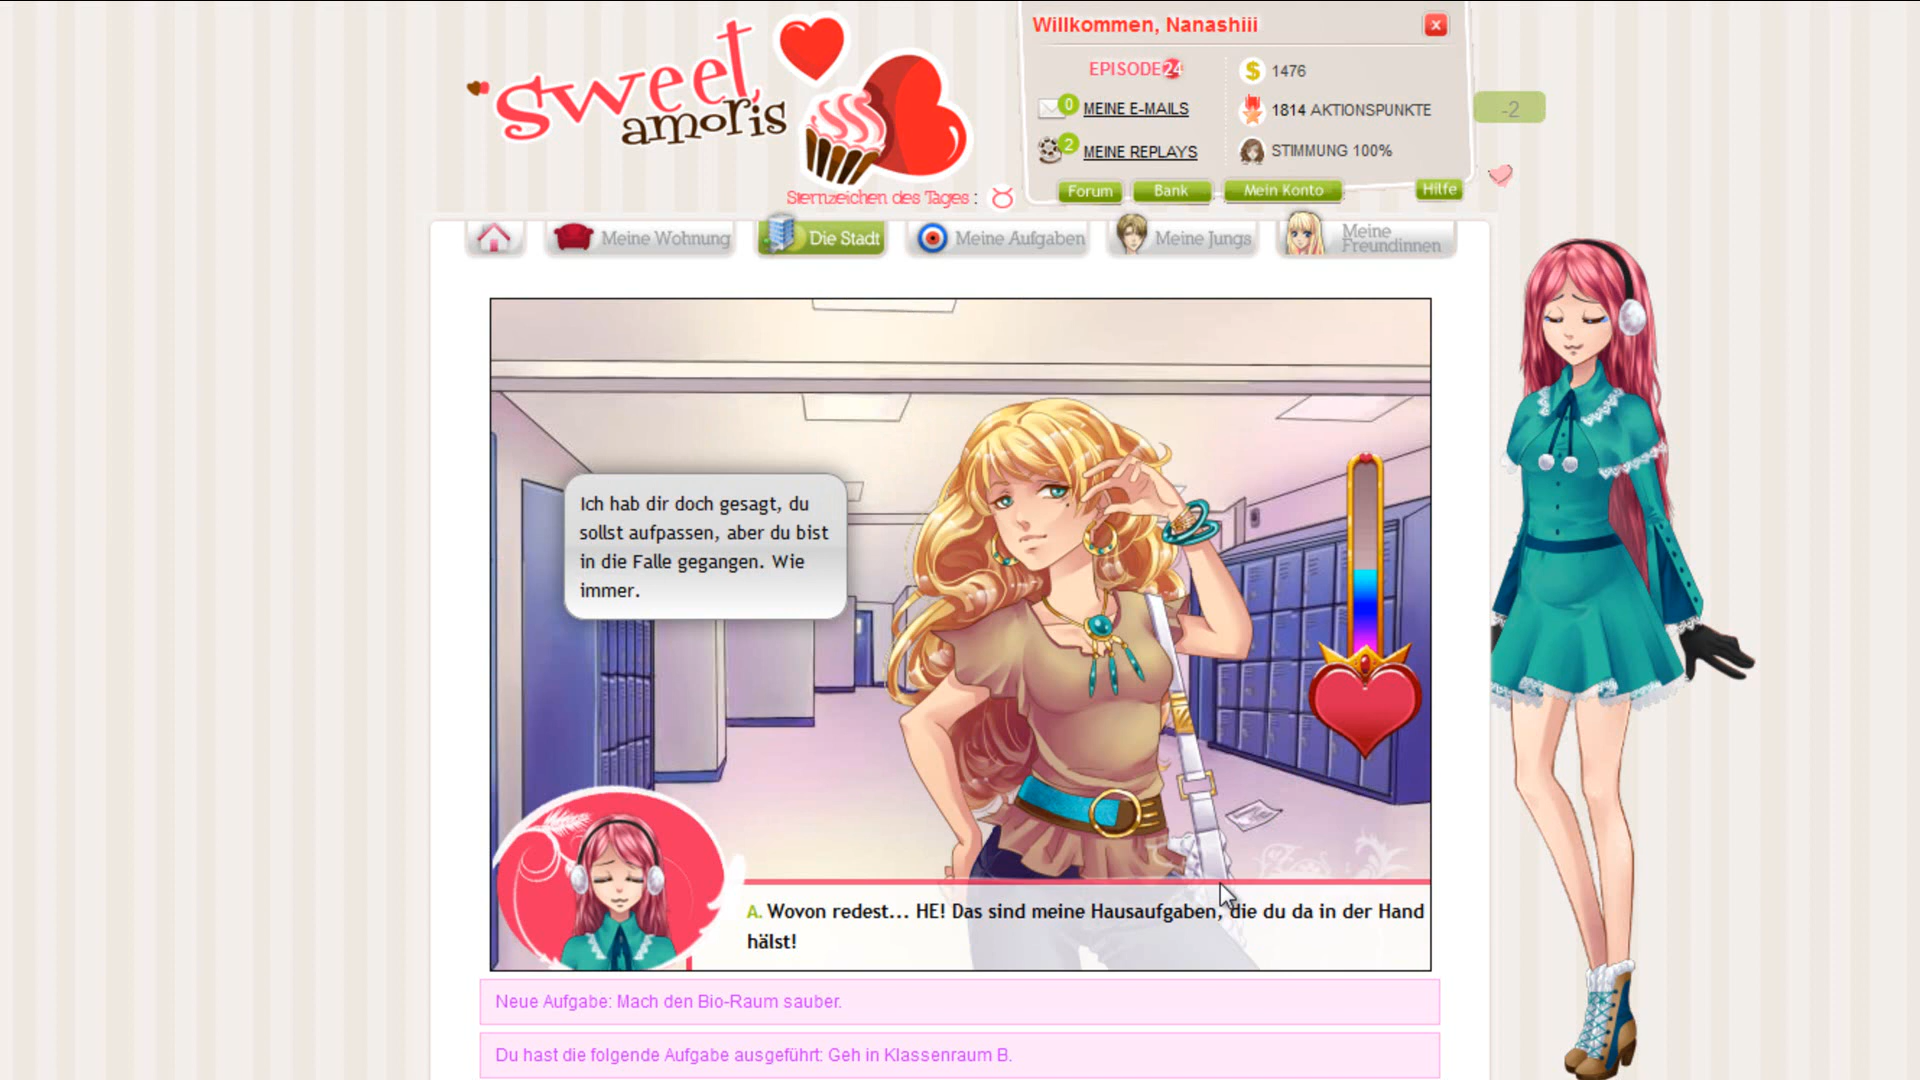 sweet
amoris
Sternzeichen des Tages :
Willkommen, Nanashiii
x
EPISODE 24
$ 1476
0 MEINE E-MAILS
1814 AKTIONSPUNKTE
-2
2 MEINE REPLAYS
STIMMUNG 100%
Forum
Bank
Mein Konto
Hilfe
Meine Wohnung
Die Stadt
Meine Aufgaben
Meine Jungs
Meine
Freundinnen
Ich hab dir doch gesagt, du
sollst aufpassen, aber du bist
in die Falle gegangen. Wie
immer.
A. Wovon redest... HE! Das sind meine Hausaufgaben, die du da in der Hand
hälst!
Neue Aufgabe: Mach den Bio-Raum sauber.
Du hast die folgende Aufgabe ausgeführt: Geh in Klassenraum B.